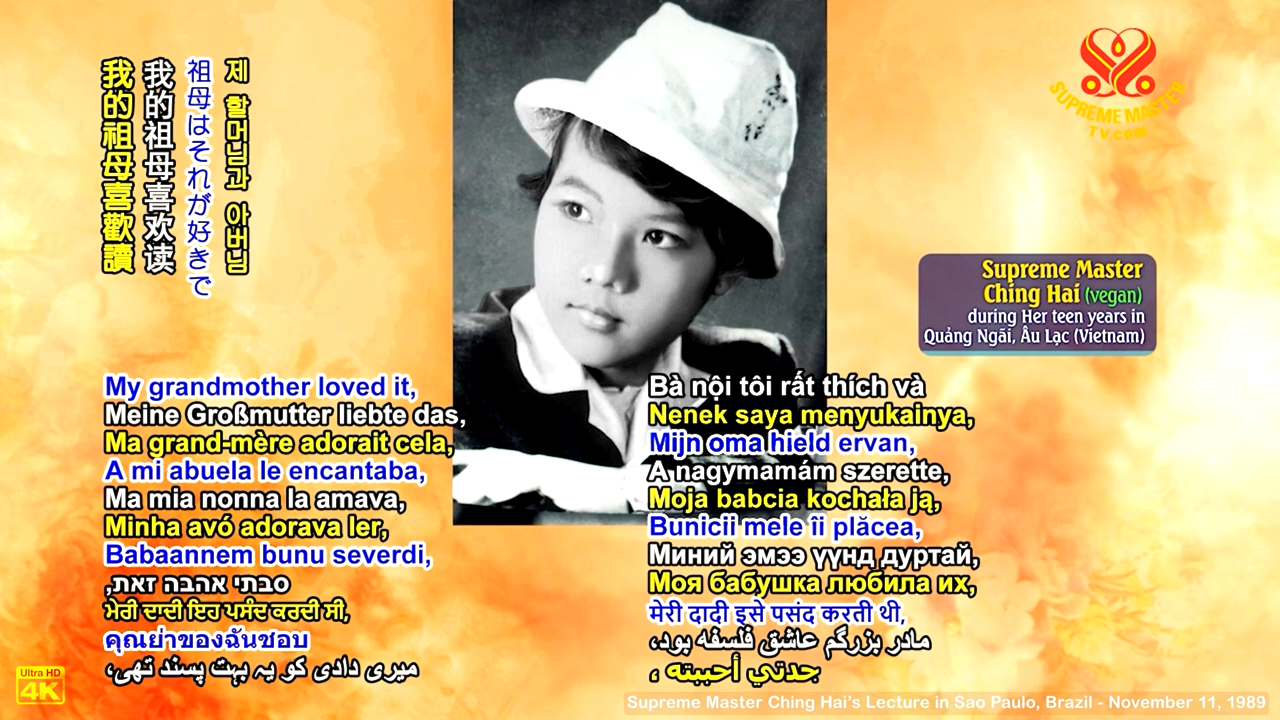 제 할머님과 아버님
祖母はそれが好きで
我的祖母喜欢读
我的祖母喜歡讀
SUPREME MASTER
TV.com
Supreme Master
Ching Hai (vegan)
during Her teen years in
Quảng Ngãi, Âu Lạc (Vietnam)
My grandmother loved it,
Meine Großmutter liebte das,
Ma grand-mère adorait cela,
A mi abuela le encantaba,
Ma mia nonna la amava,
Minha avó adorava ler,
Babaannem bunu severdi,
סבתי אהבה זאת,
ਮੇਰੀ ਦਾਦੀ ਇਹ ਪਸੰਦ ਕਰਦੀ ਸੀ,
คุณย่าของฉันชอบ
میری دادی کو یہ بہت پسند تھی،
Bà nội tôi rất thích và
Nenek saya menyukainya,
Mijn oma hield ervan,
A nagymamám szerette,
Moja babcia kochała ją,
Bunicii mele îi plăcea,
Миний эмээ үүнд дуртай,
Моя бабушка любила их,
मेरी दादी इसे पसंद करती थी,
مادر بزرگم عاشق فلسفه بود،
جدتي أحببته ،
Ultra HD
4K
Supreme Master Ching Hai's Lecture in Sao Paulo, Brazil - November 11, 1989